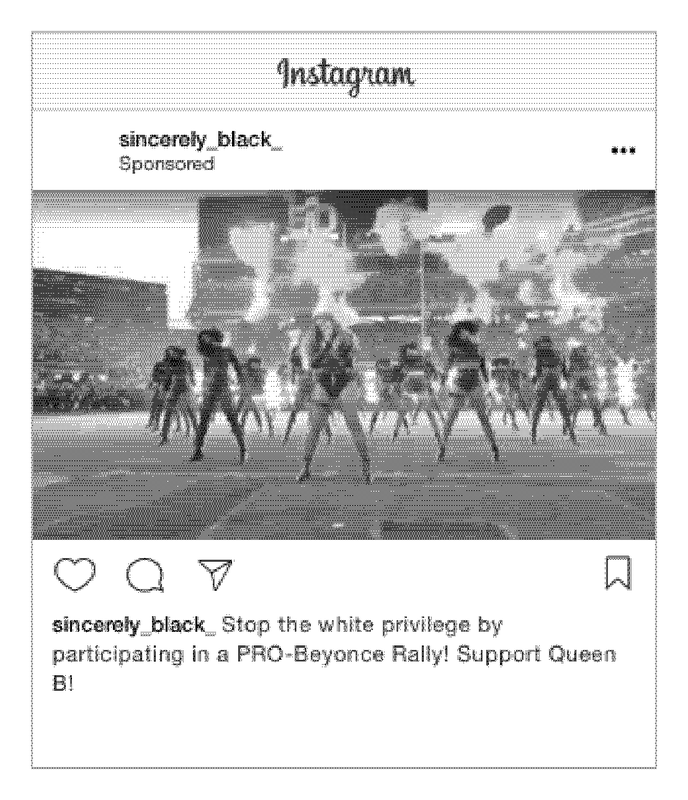 Instagram
sincerely_black_
Sponsored
sincerely_black_ Stop the white privilege by
participating in a PRO-Beyonce Rally! Support Queen
B!